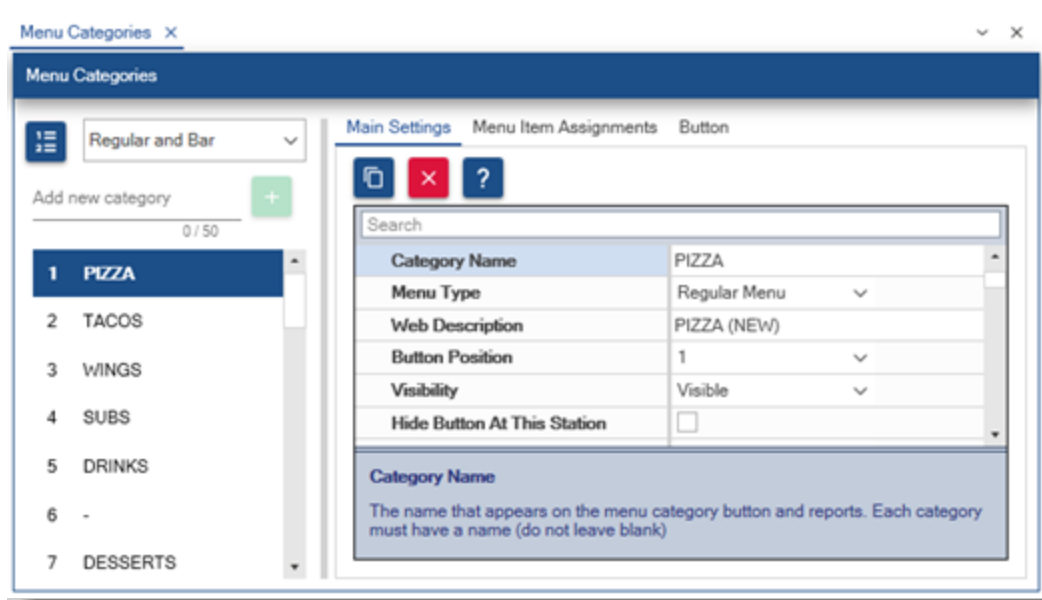 Menu Categories
Menu Categories
Regular and Bar
Add new category
0 / 50
1 PIZZA
2 TACOS
3 WINGS
4 SUBS
5 DRINKS
6 -
7 DESSERTS
Main Settings Menu Item Assignments Button
?
Search
Category Name PIZZA
Menu Type Regular Menu
Web Description PIZZA (NEW)
Button Position 1
Visibility Visible
Hide Button At This Station
Category Name
The name that appears on the menu category button and reports. Each category
must have a name (do not leave blank)